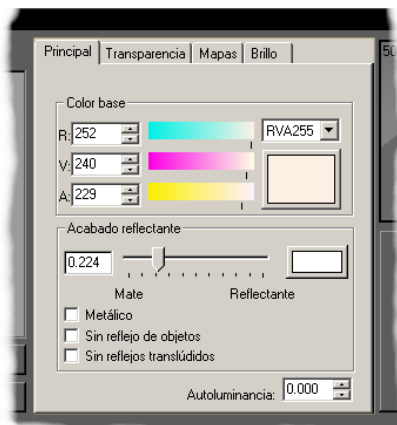 Principal Transparencia Mapas Brillo
50
Color base
R: 252 RVA255
V: 240
A: 229
Acabado reflectante
0.224
Mate Reflectante
Metálico
Sin reflejo de objetos
Sin reflejos translúdidos
Autoluminancia: 0.000